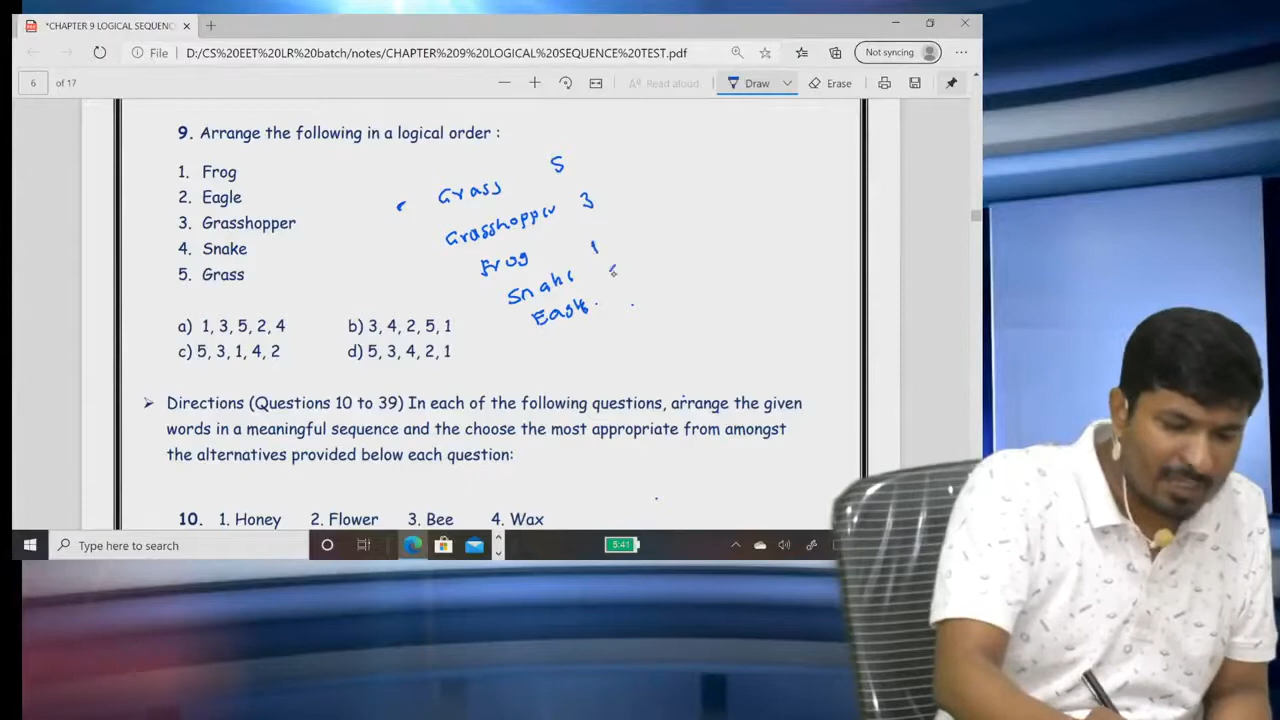 *CHAPTER 9 LOGICAL SEQUENC
File D:/CS%20EET%20LR%20batch/notes/CHAPTER%209%20LOGICAL%20SEQUENCE%20TEST.pdf Not syncing
6 of 17 Read aloud Draw Erase
9. Arrange the following in a logical order :
1. Frog
2. Eagle
3. Grasshopper
4. Snake
5. Grass
Grass 5
Grasshopper 3
Frog 1
Snake
Eagle
a) 1, 3, 5, 2, 4 b) 3, 4, 2, 5, 1
c) 5, 3, 1, 4, 2 d) 5, 3, 4, 2, 1
➢ Directions (Questions 10 to 39) In each of the following questions, arrange the given
words in a meaningful sequence and the choose the most appropriate from amongst
the alternatives provided below each question:
10. 1. Honey 2. Flower 3. Bee 4. Wax
Type here to search 5:41